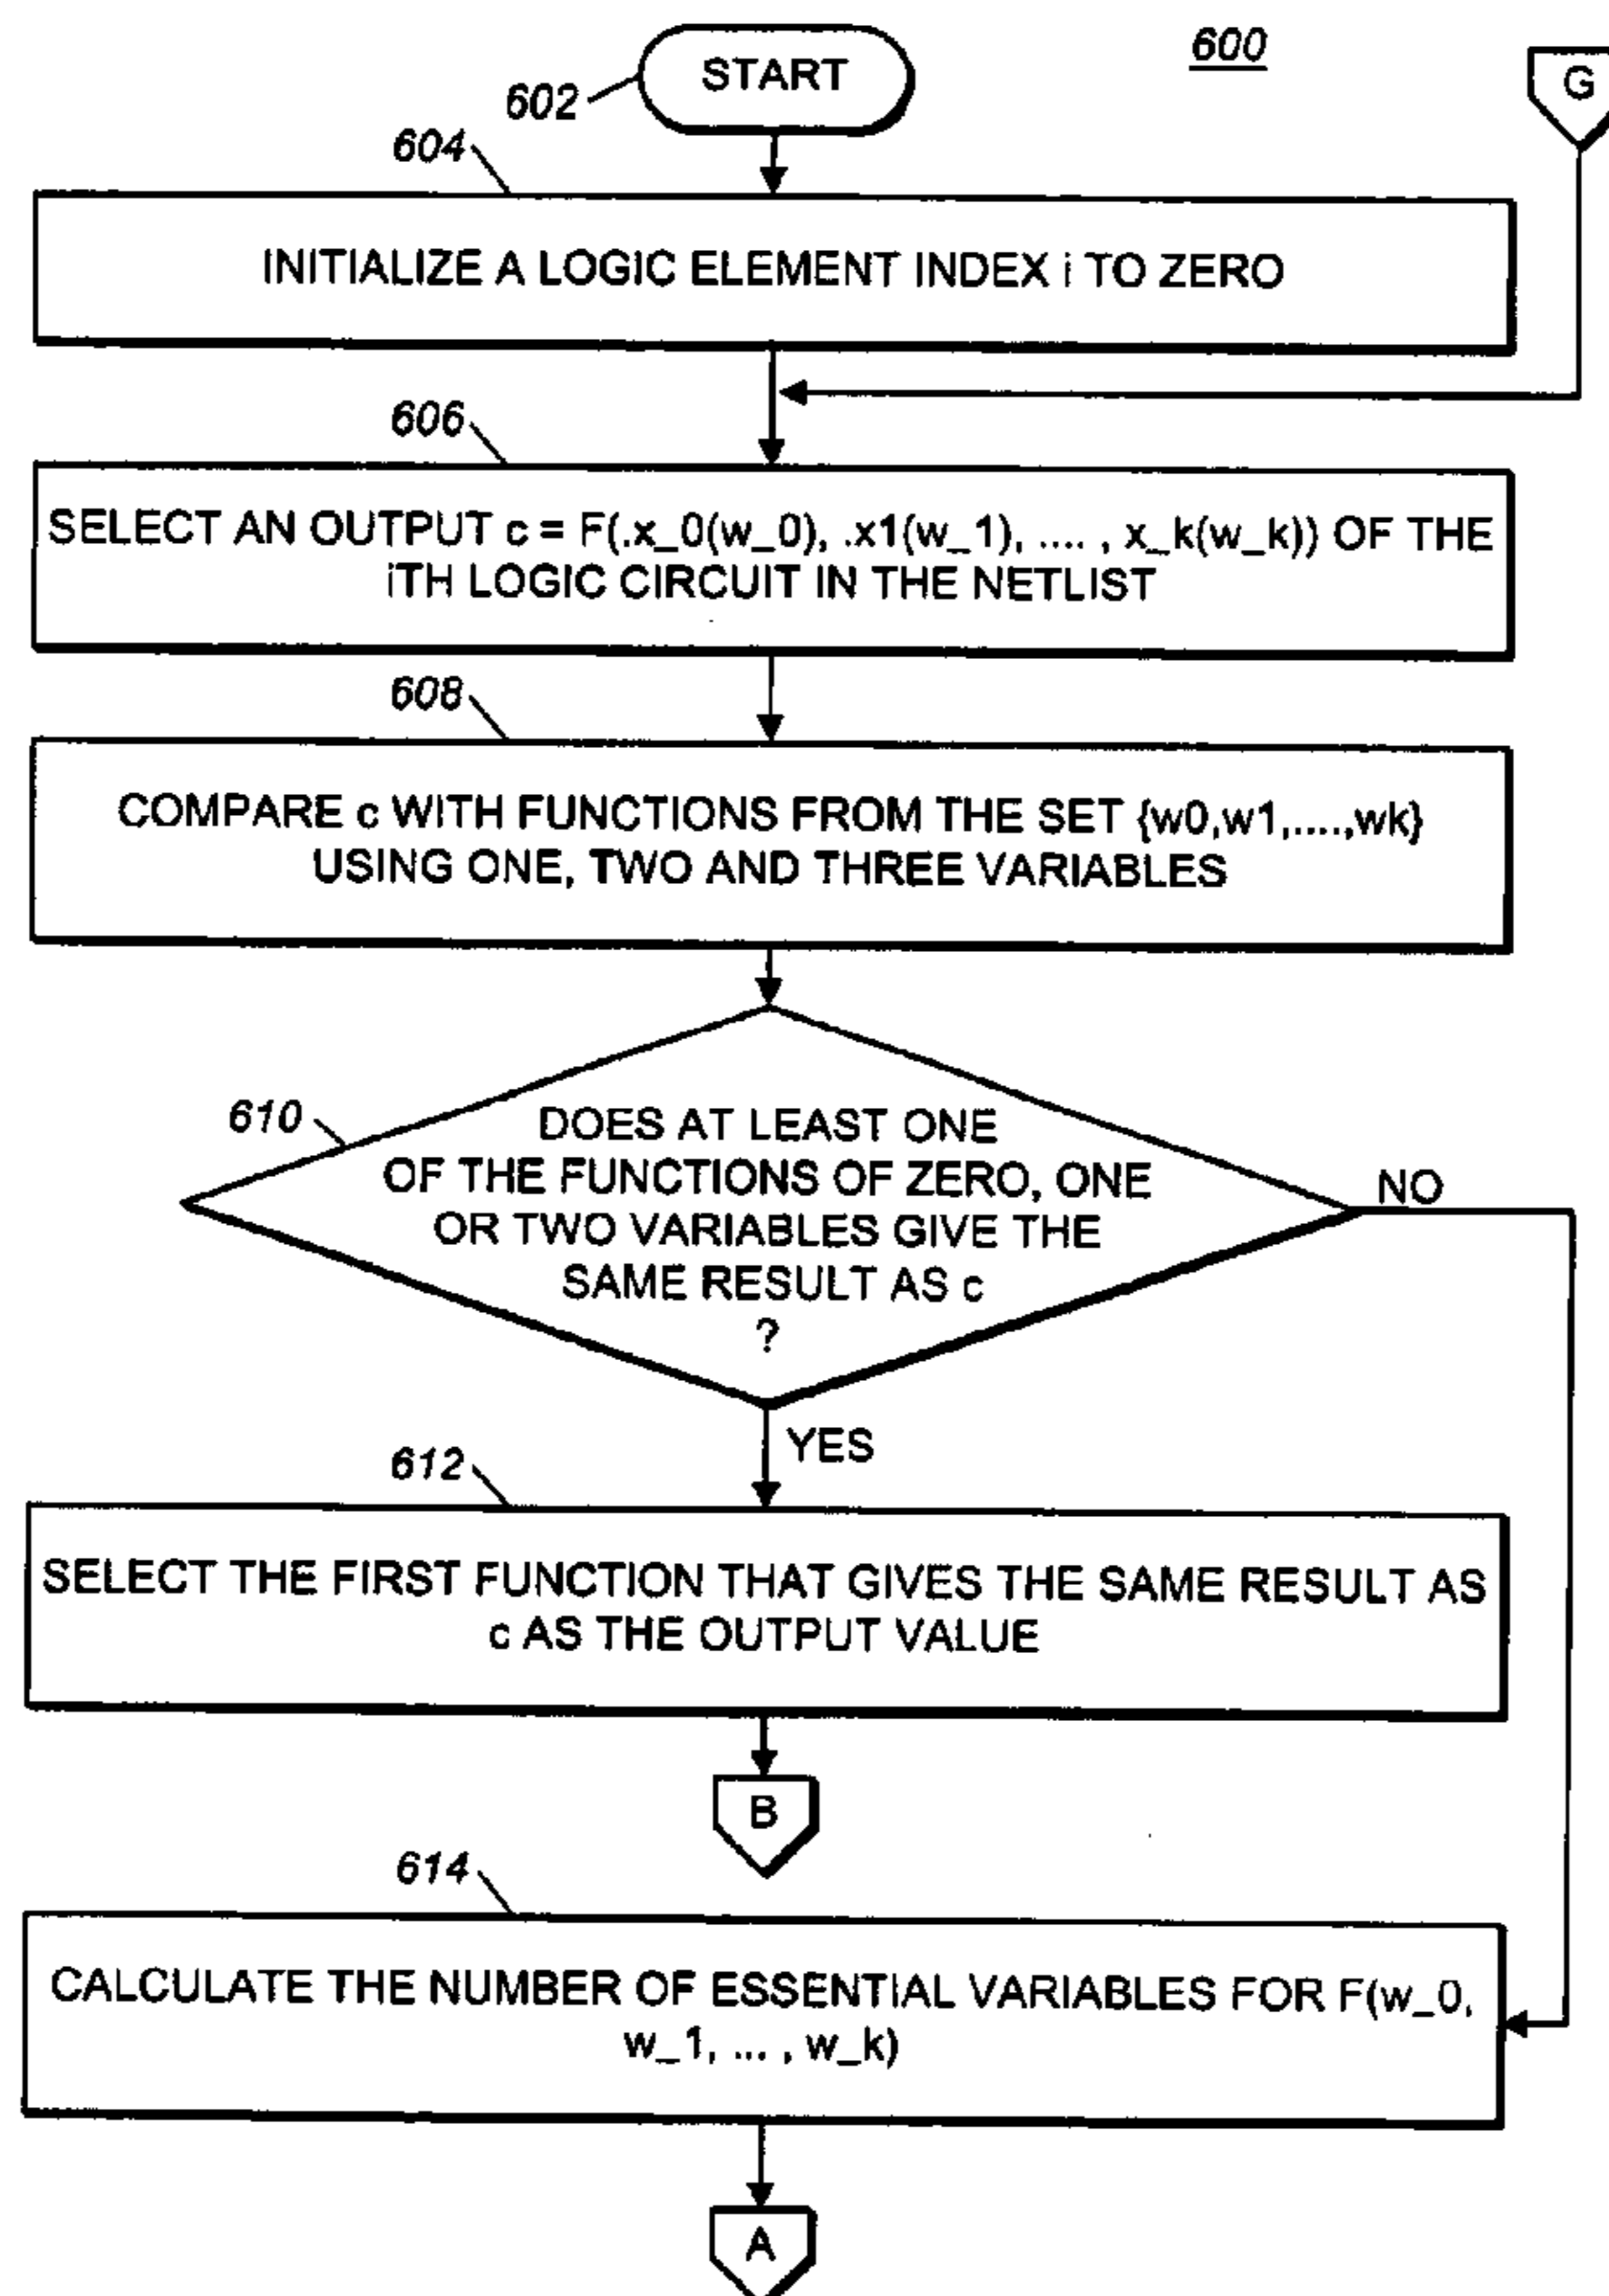 600
START
G
602
604
INITIALIZE A LOGIC ELEMENT INDEX i TO ZERO
606
SELECT AN OUTPUT c = F(.x_0(w_0), .x1(w_1), .... , x_k(w_k)) OF THE
iTH LOGIC CIRCUIT IN THE NETLIST
608
COMPARE c WITH FUNCTIONS FROM THE SET {w0,w1,....,wk}
USING ONE, TWO AND THREE VARIABLES
610
DOES AT LEAST ONE
OF THE FUNCTIONS OF ZERO, ONE
OR TWO VARIABLES GIVE THE
SAME RESULT AS c
?
NO
YES
612
SELECT THE FIRST FUNCTION THAT GIVES THE SAME RESULT AS
c AS THE OUTPUT VALUE
B
614
CALCULATE THE NUMBER OF ESSENTIAL VARIABLES FOR F(w_0,
w_1, ... , w_k)
A